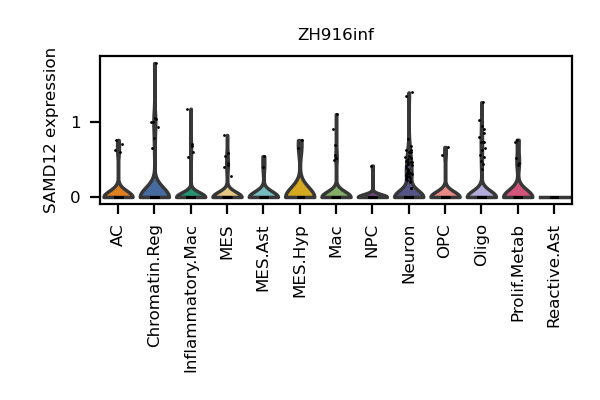 ZH916inf
SAMD12 expression
1
0
AC
Chromatin.Reg
Inflammatory.Mac
MES
MES.Ast
MES.Hyp
Mac
NPC
Neuron
OPC
Oligo
Prolif.Metab
Reactive.Ast